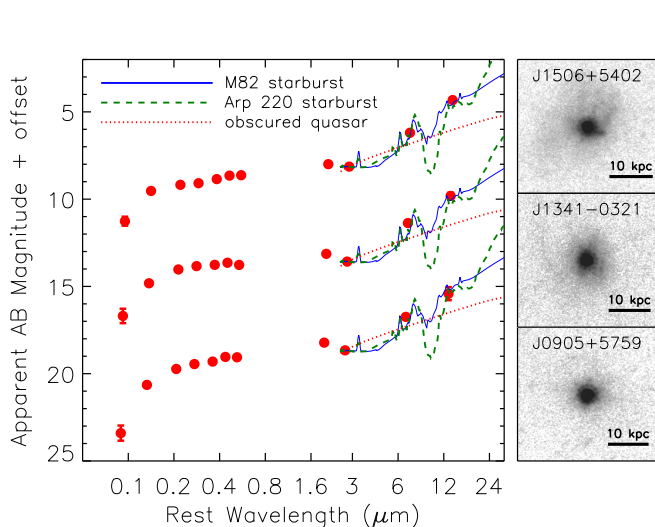 M82 starburst
Arp 220 starburst
obscured quasar
5
10
15
20
25
Apparent AB Magnitude + offset
0.1 0.2 0.4 0.8 1.6 3 6 12 24
Rest Wavelength (μm)
J1506+5402
10 kpc
J1341−0321
10 kpc
J0905+5759
10 kpc